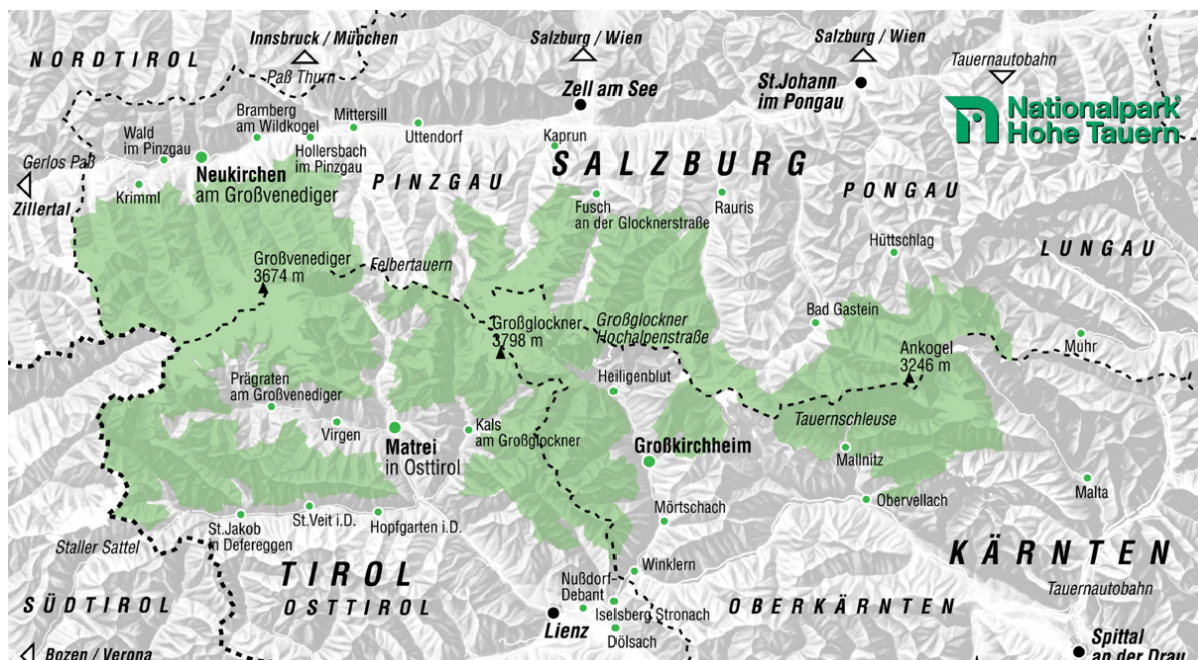 Innsbruck / München
Salzburg / Wien
Salzburg / Wien
NORDTIROL
Paß Thurn
Tauernautobahn
Zell am See
St.Johann
im Pongau
Nationalpark®
Hohe Tauern
Bramberg
am Wildkogel
Mittersill
Uttendorf
Wald
im Pinzgau
Hollersbach
im Pinzgau
Kaprun
SALZBURG
Gerlos Paß
Neukirchen
am Großvenediger
PINZGAU
PONGAU
Zillertal
Krimml
Fusch
an der Glocknerstraße
Rauris
Hüttschlag
LUNGAU
Großvenediger
3674 m
Felbertauern
Großglockner
3798 m
Großglockner
Hochalpenstraße
Bad Gastein
Ankogel
3246 m
Muhr
Prägraten
am Großvenediger
Heiligenblut
Virgen
Matrei
in Osttirol
Kals
am Großglockner
Tauernschleuse
Großkirchheim
Mallnitz
Malta
Obervellach
St.Jakob
in Defereggen
St.Veit i.D.
Hopfgarten i.D.
Mörtschach
Staller Sattel
TIROL
OSTTIROL
KÄRNTEN
Winklern
Nußdorf-
Debant
Tauernautobahn
SÜDTIROL
Iselsberg Stronach
OBERKÄRNTEN
Lienz
Dölsach
Spittal
an der Drau
Bozen / Verona